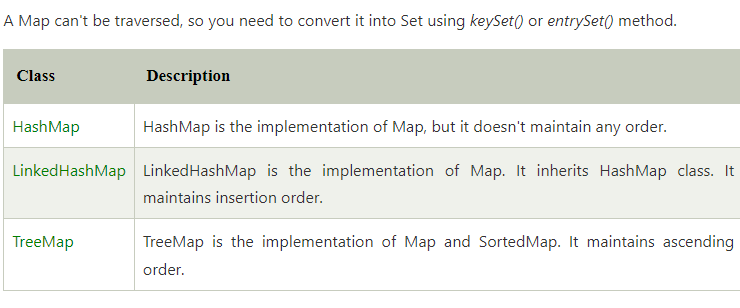 A Map can't be traversed, so you need to convert it into Set using keySet() or entrySet() method.
Class Description
HashMap HashMap is the implementation of Map, but it doesn't maintain any order.
LinkedHashMap LinkedHashMap is the implementation of Map. It inherits HashMap class. It
maintains insertion order.
TreeMap TreeMap is the implementation of Map and SortedMap. It maintains ascending
order.